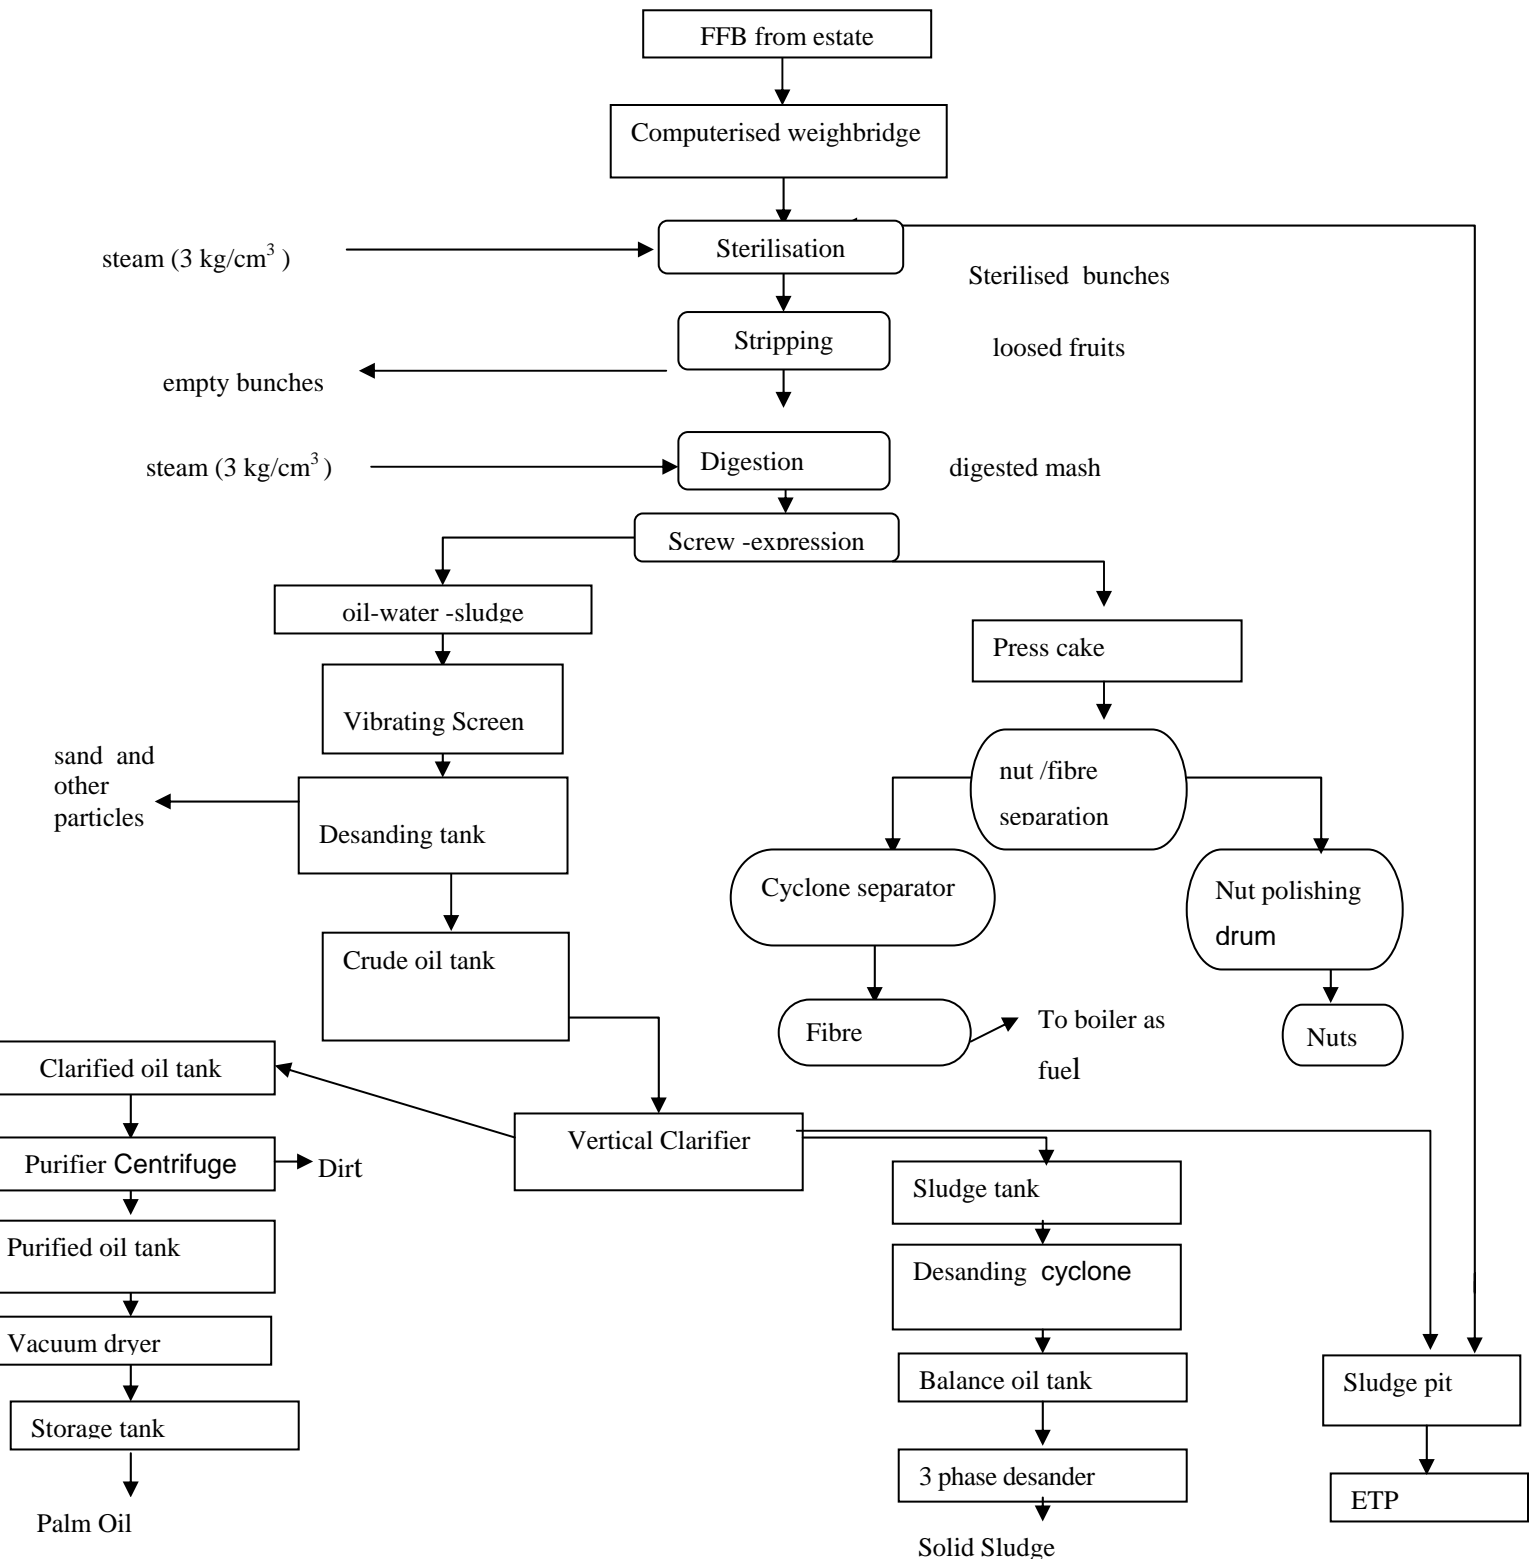 FFB from estate
Computerised weighbridge
steam (3 kg/cm³ )
Sterilisation
Sterilised bunches
Stripping
loosed fruits
empty bunches
steam (3 kg/cm³ )
Digestion
digested mash
Screw -expression
oil-water -sludge
Press cake
Vibrating Screen
sand and
other
particles
nut /fibre
separation
Desanding tank
Cyclone separator
Nut polishing
drum
Crude oil tank
Fibre
To boiler as
fuel
Nuts
Clarified oil tank
Vertical Clarifier
Purifier Centrifuge
Dirt
Sludge tank
Purified oil tank
Desanding cyclone
Vacuum dryer
Balance oil tank
Sludge pit
Storage tank
3 phase desander
ETP
Palm Oil
Solid Sludge